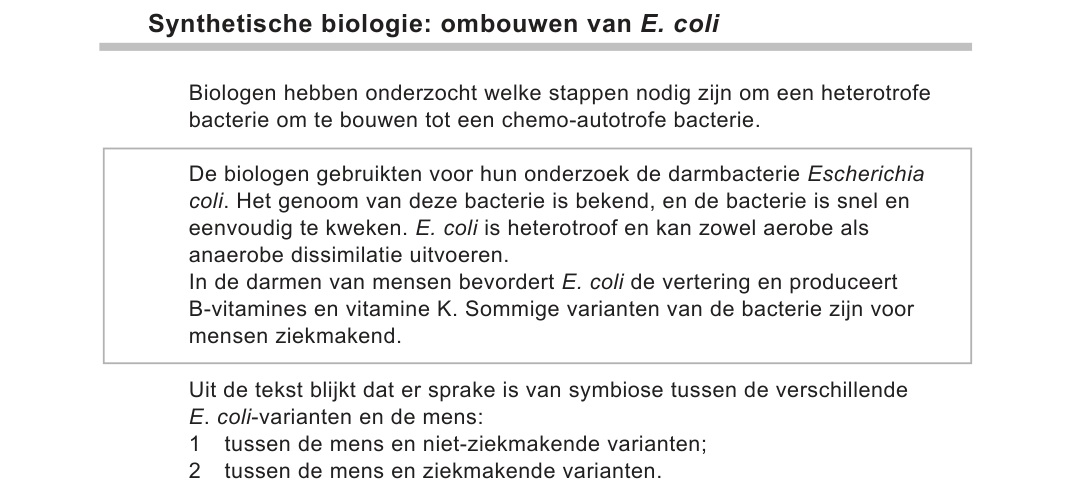 Synthetische biologie: ombouwen van E. coli
Biologen hebben onderzocht welke stappen nodig zijn om een heterotrofe
bacterie om te bouwen tot een chemo-autotrofe bacterie.
De biologen gebruikten voor hun onderzoek de darmbacterie Escherichia
coli. Het genoom van deze bacterie is bekend, en de bacterie is snel en
eenvoudig te kweken. E. coli is heterotroof en kan zowel aerobe als
anaerobe dissimilatie uitvoeren.
In de darmen van mensen bevordert E. coli de vertering en produceert
B-vitamines en vitamine K. Sommige varianten van de bacterie zijn voor
mensen ziekmakend.
Uit de tekst blijkt dat er sprake is van symbiose tussen de verschillende
E. coli-varianten en de mens:
1 tussen de mens en niet-ziekmakende varianten;
2 tussen de mens en ziekmakende varianten.